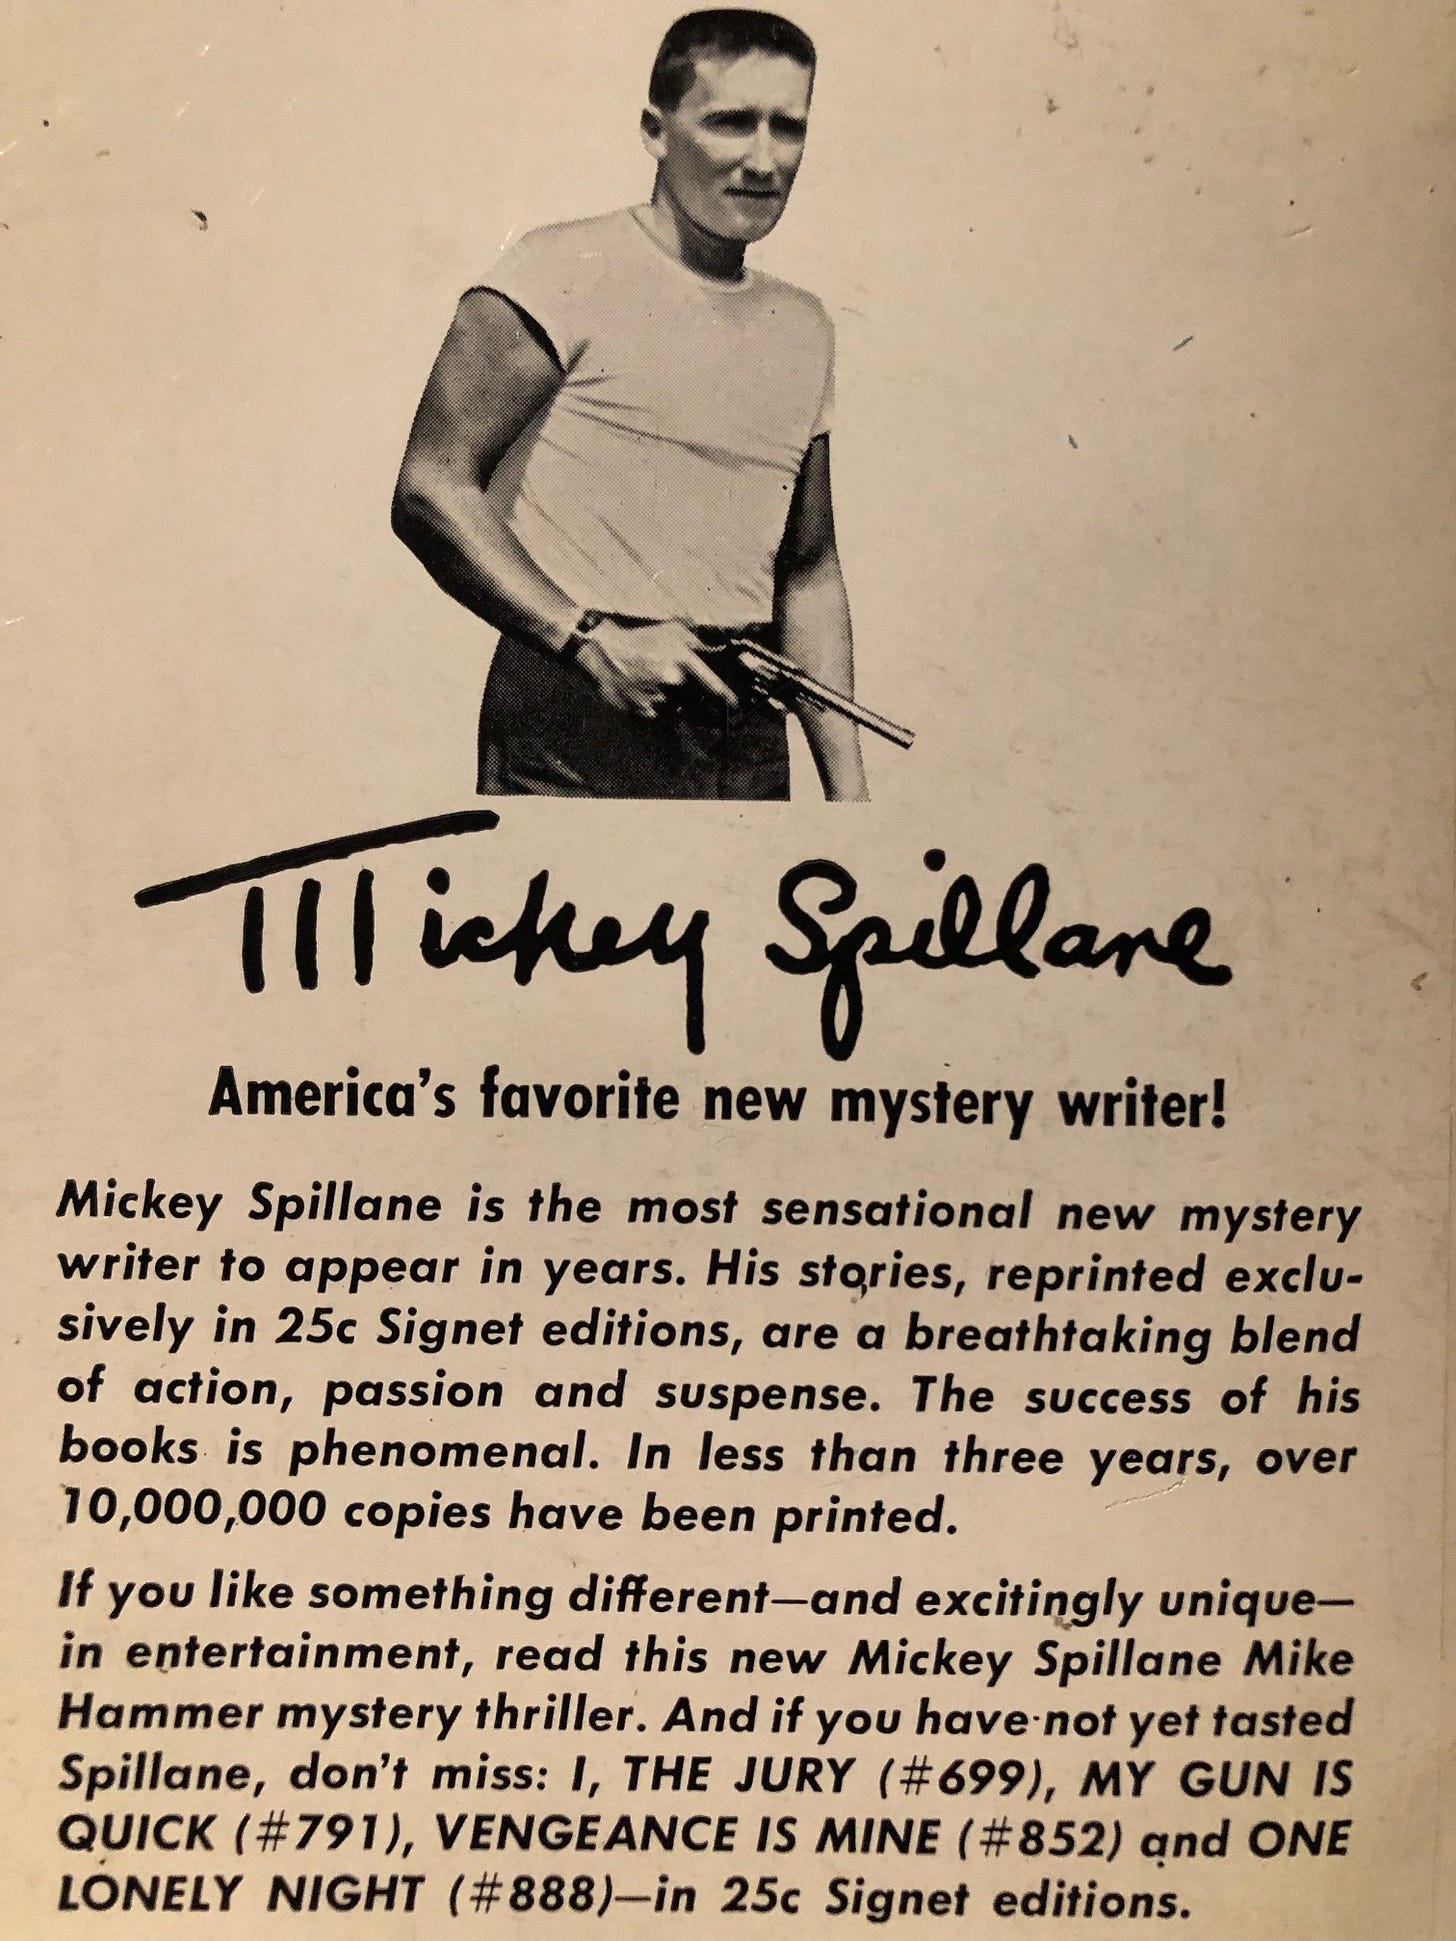 Mickey Spillane
America's favorite new mystery writer!
Mickey Spillane is the most sensational new mystery
writer to appear in years. His stories, reprinted exclu-
sively in 25c Signet editions, are a breathtaking blend
of action, passion and suspense. The success of his
books is phenomenal. In less than three years, over
10,000,000 copies have been printed.
If you like something different—and excitingly unique—
in entertainment, read this new Mickey Spillane Mike
Hammer mystery thriller. And if you have not yet tasted
Spillane, don't miss: I, THE JURY (#699), MY GUN IS
QUICK (#791), VENGEANCE IS MINE (#852) and ONE
LONELY NIGHT (#888)—in 25c Signet editions.